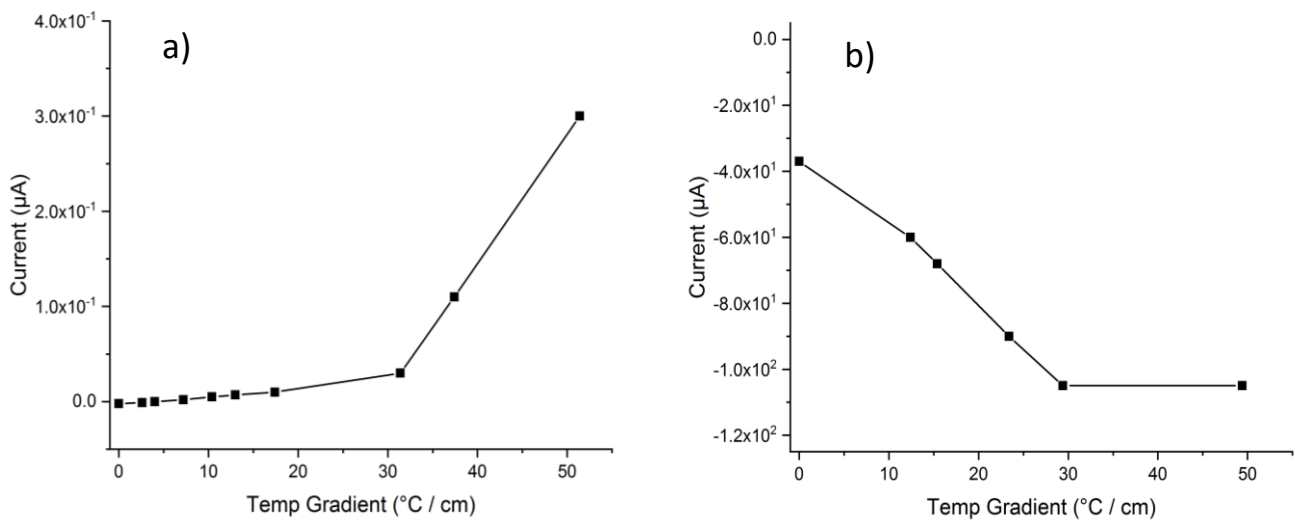 a)
4.0x10⁻¹
3.0x10⁻¹
2.0x10⁻¹
1.0x10⁻¹
0.0
Current (µA)
0 10 20 30 40 50
Temp Gradient (°C / cm)
b)
0.0
-2.0x10¹
-4.0x10¹
-6.0x10¹
-8.0x10¹
-1.0x10²
-1.2x10²
Current (µA)
0 10 20 30 40 50
Temp Gradient (°C / cm)